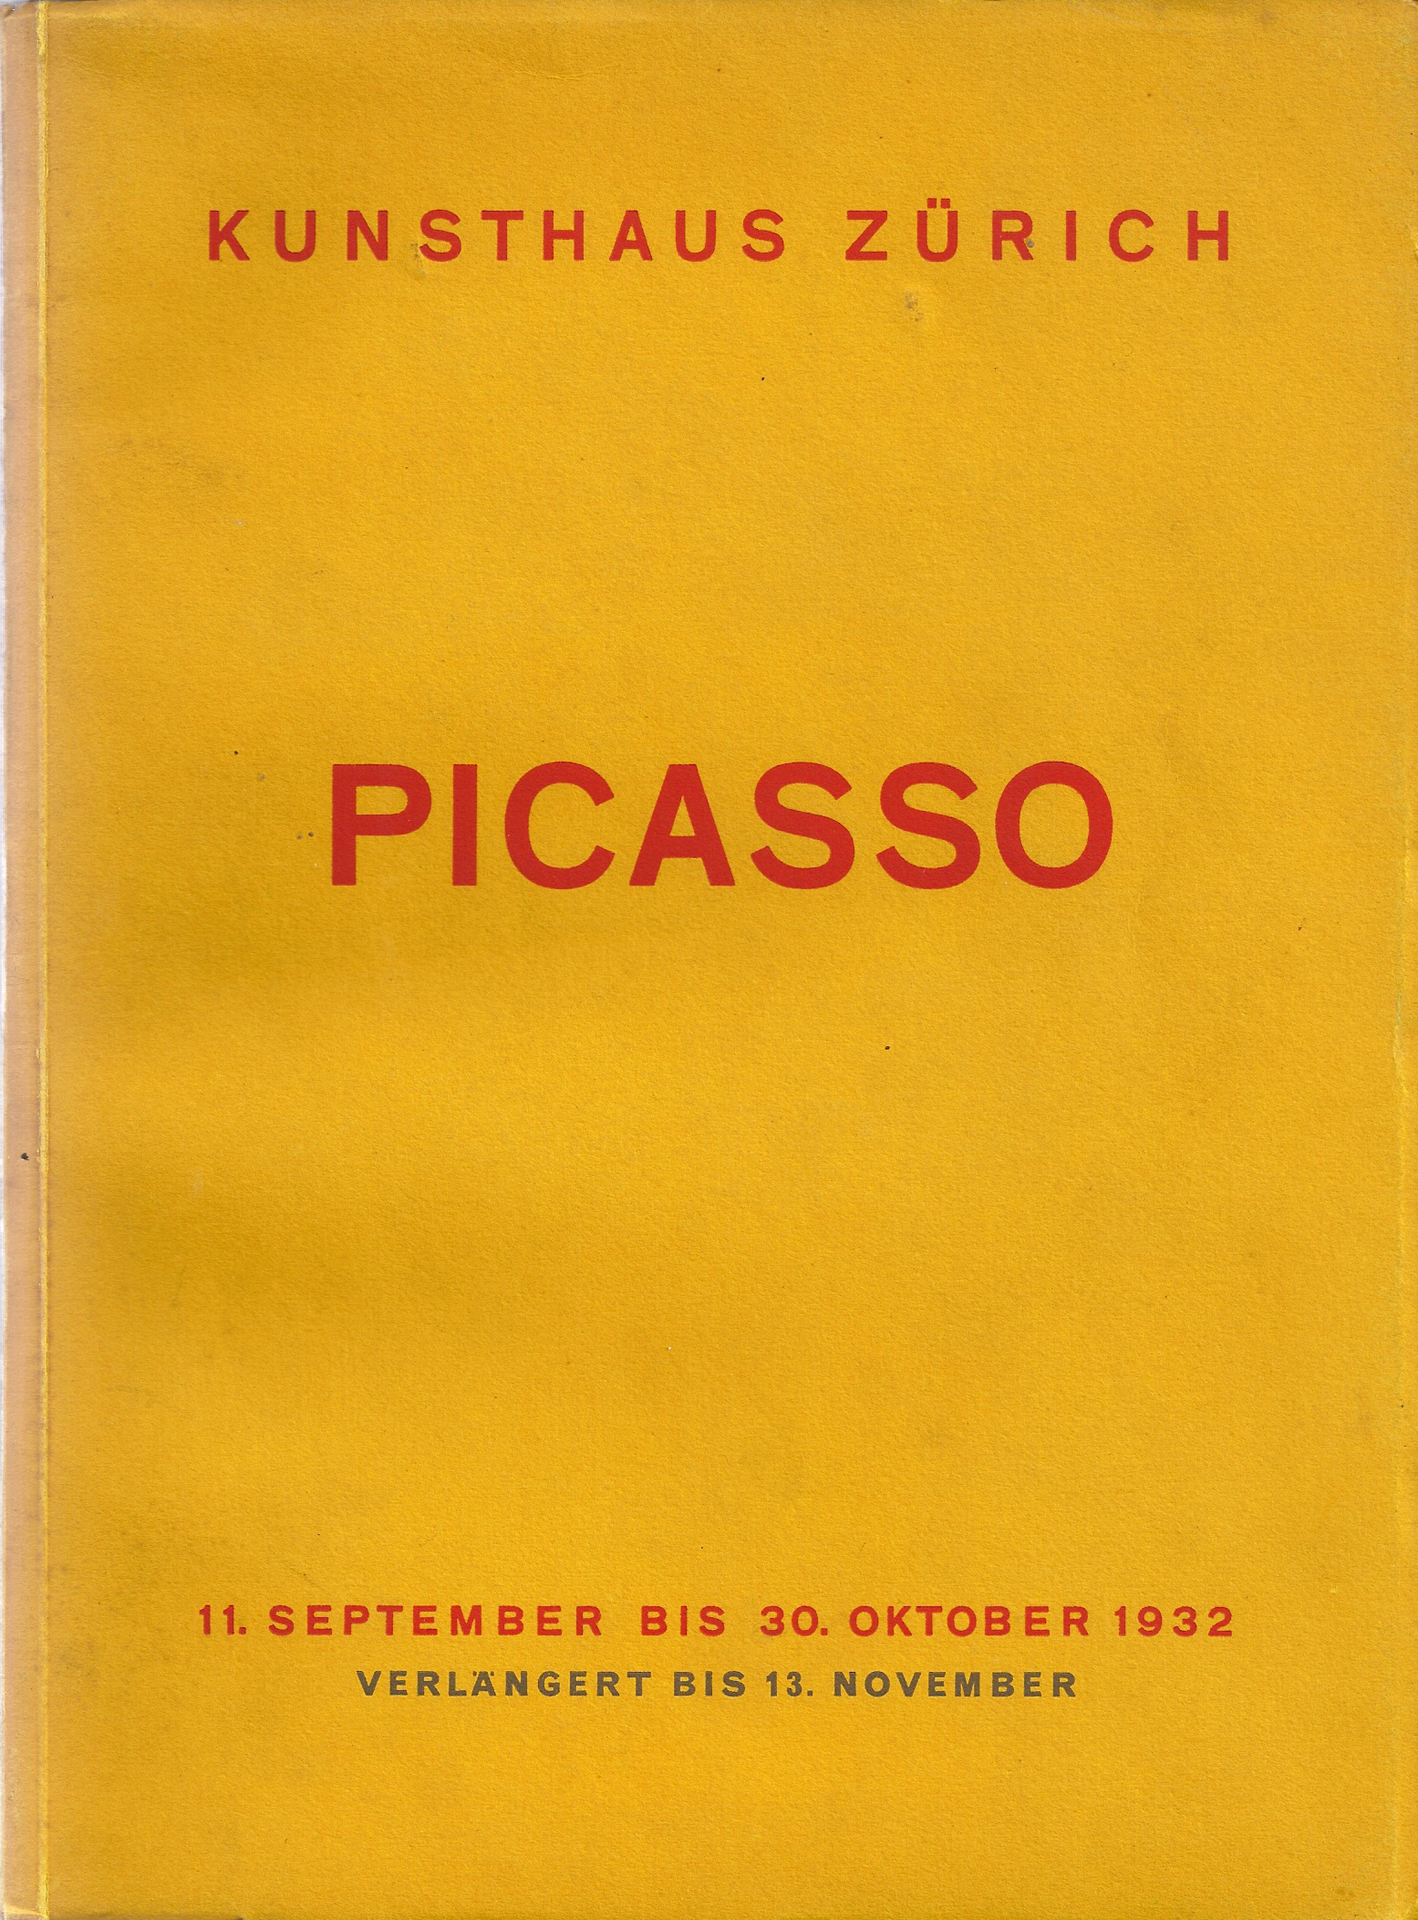 KUNSTHAUS ZÜRICH
PICASSO
11. SEPTEMBER BIS 30. OKTOBER 1932
VERLÄNGERT BIS 13. NOVEMBER